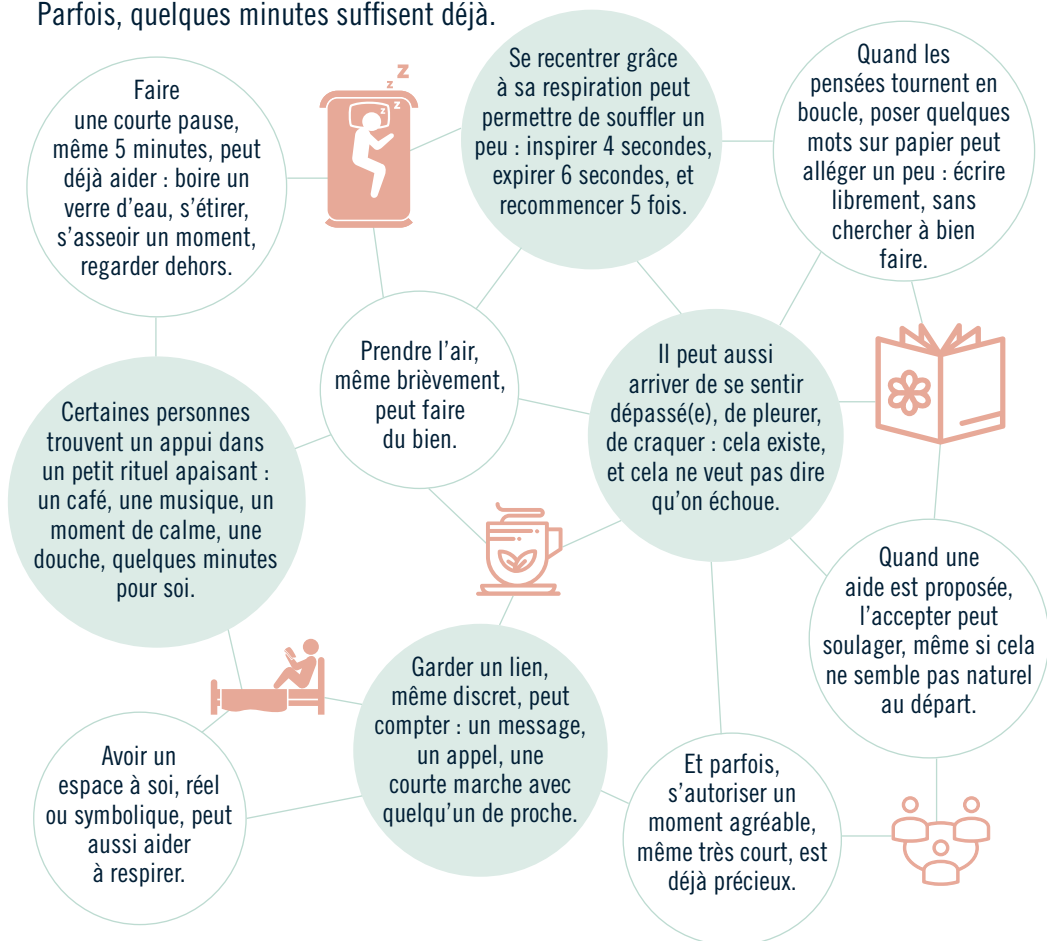 Parfois, quelques minutes suffisent déjà.
Faire
une courte pause,
même 5 minutes, peut
déjà aider : boire un
verre d’eau, s’étirer,
s’asseoir un moment,
regarder dehors.
z
z
z
z
Se recentrer grâce
à sa respiration peut
permettre de souffler un
peu : inspirer 4 secondes,
expirer 6 secondes, et
recommencer 5 fois.
Quand les
pensées tournent en
boucle, poser quelques
mots sur papier peut
alléger un peu : écrire
librement, sans
chercher à bien
faire.
Prendre l’air,
même brièvement,
peut faire
du bien.
Il peut aussi
arriver de se sentir
dépassé(e), de pleurer,
de craquer : cela existe,
et cela ne veut pas dire
qu’on échoue.
Certaines personnes
trouvent un appui dans
un petit rituel apaisant :
un café, une musique, un
moment de calme, une
douche, quelques minutes
pour soi.
Quand une
aide est proposée,
l’accepter peut
soulager, même si cela
ne semble pas naturel
au départ.
Garder un lien,
même discret, peut
compter : un message,
un appel, une
courte marche avec
quelqu’un de proche.
Avoir un
espace à soi, réel
ou symbolique, peut
aussi aider
à respirer.
Et parfois,
s’autoriser un
moment agréable,
même très court, est
déjà précieux.